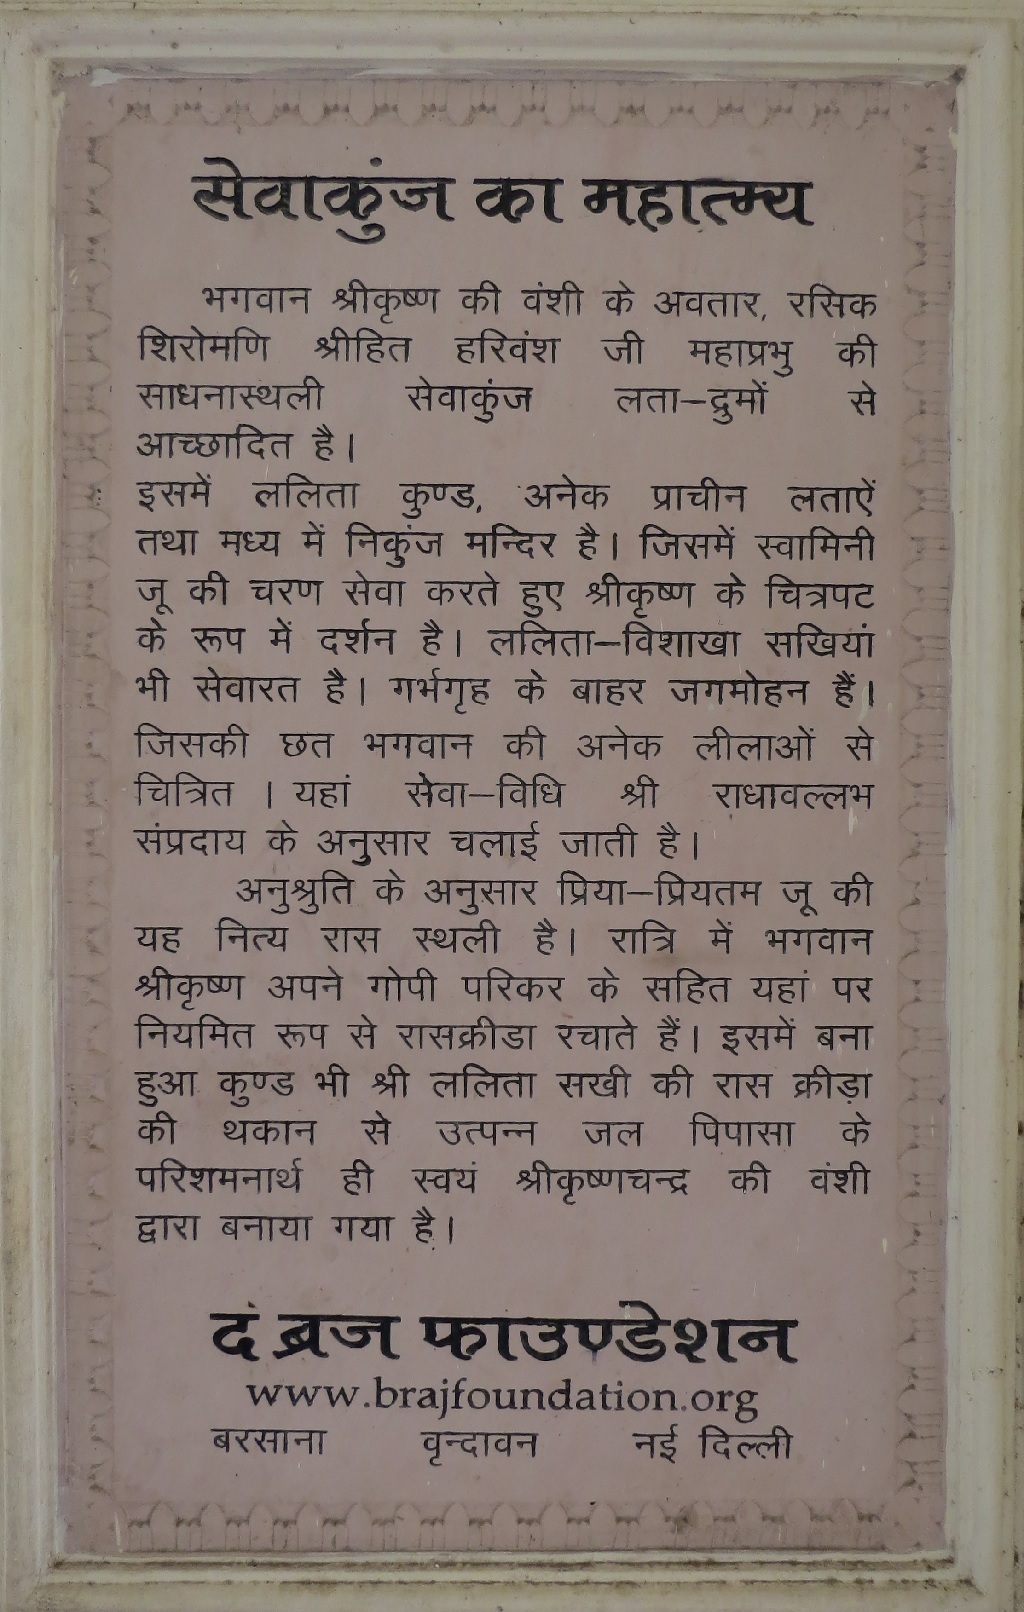 सेवाकुंज का महात्म्य
भगवान श्रीकृष्ण की वंशी के अवतार, रसिक
शिरोमणि श्रीहित हरिवंश जी महाप्रभु की
साधनास्थली सेवाकुंज लता–द्रुमों से
आच्छादित है।
इसमें ललिता कुण्ड, अनेक प्राचीन लताऐं
तथा मध्य में निकुंज मन्दिर है। जिसमें स्वामिनी
जू की चरण सेवा करते हुए श्रीकृष्ण के चित्रपट
के रूप में दर्शन है। ललिता–विशाखा सखियां
भी सेवारत है। गर्भगृह के बाहर जगमोहन हैं।
जिसकी छत भगवान की अनेक लीलाओं से
चित्रित । यहां सेवा–विधि श्री राधावल्लभ
संप्रदाय के अनुसार चलाई जाती है।
अनुश्रुति के अनुसार प्रिया–प्रियतम जू की
यह नित्य रास स्थली है। रात्रि में भगवान
श्रीकृष्ण अपने गोपी परिकर के सहित यहां पर
नियमित रूप से रासक्रीडा रचाते हैं। इसमें बना
हुआ कुण्ड भी श्री ललिता सखी की रास क्रीड़ा
की थकान से उत्पन्न जल पिपासा के
परिशमनार्थ ही स्वयं श्रीकृष्णचन्द्र की वंशी
द्वारा बनाया गया है।
द ब्रज फाउण्डेशन
www.brajfoundation.org
बरसाना वृन्दावन नई दिल्ली